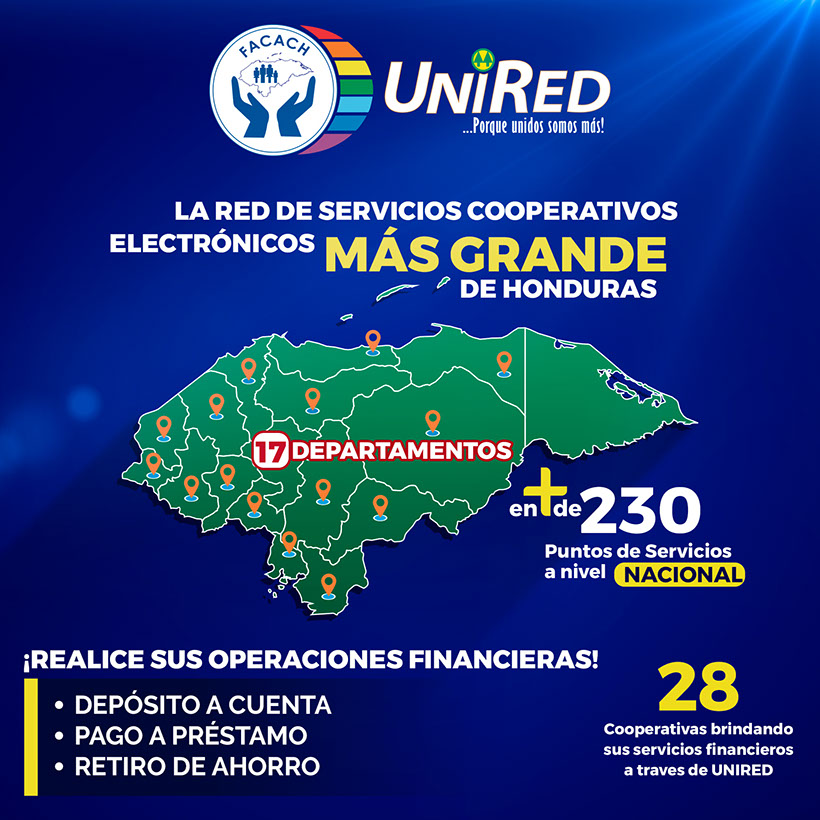 FACACH
UNIRED
...Porque unidos somos más!
LA RED DE SERVICIOS COOPERATIVOS
ELECTRÓNICOS MÁS GRANDE
DE HONDURAS
17 DEPARTAMENTOS
en + de 230
Puntos de Servicios
a nivel NACIONAL
¡REALICE SUS OPERACIONES FINANCIERAS!
• DEPÓSITO A CUENTA
• PAGO A PRÉSTAMO
• RETIRO DE AHORRO
28
Cooperativas brindando
sus servicios financieros
a traves de UNIRED